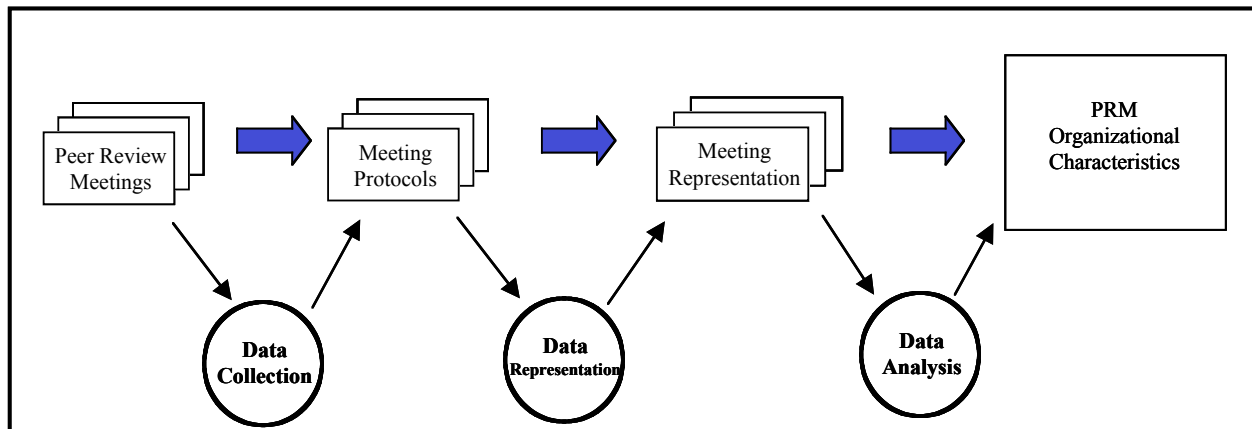 Peer Review
Meetings
Meeting
Protocols
Meeting
Representation
PRM
Organizational
Characteristics
Data
Collection
Data
Representation
Data
Analysis